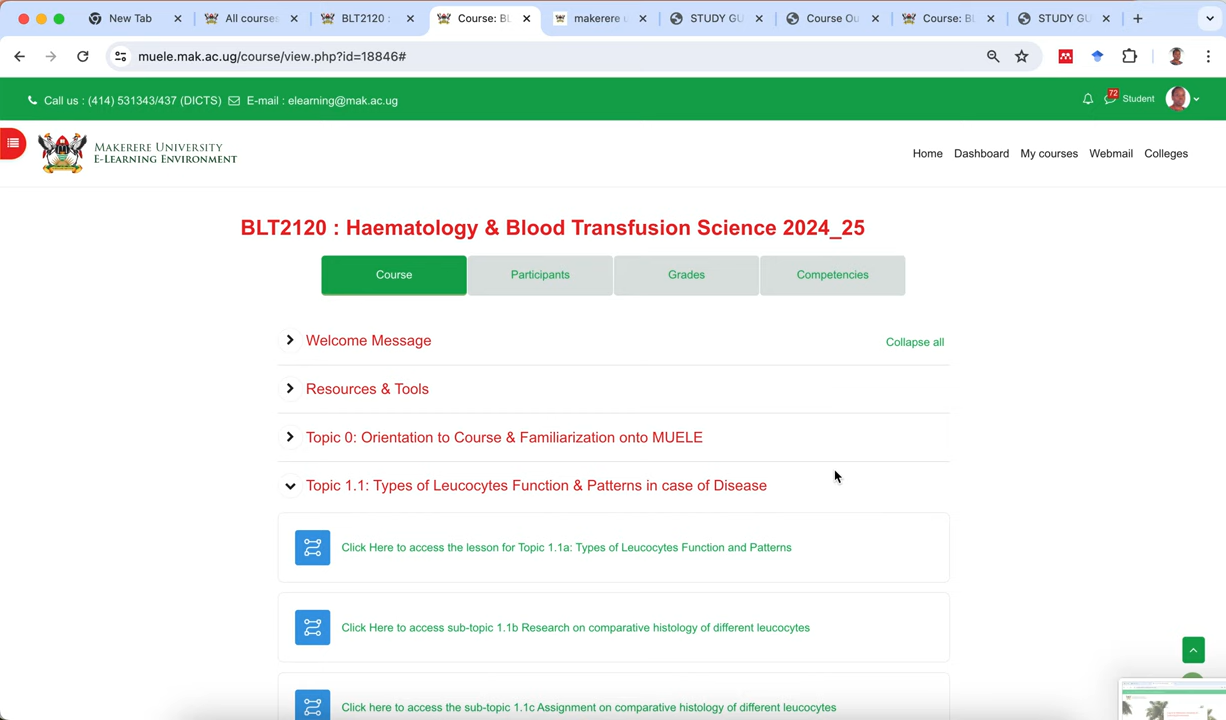 New Tab
All course
BLT2120 :
Course: BL
makerere u
STUDY GU
Course Ou
Course: BL
STUDY GU
muele.mak.ac.ug/course/view.php?id=18846#
Call us : (414) 531343/437 (DICTS) E-mail : elearning@mak.ac.ug
72 Student
MAKERERE UNIVERSITY
E-LEARNING ENVIRONMENT
Home Dashboard My courses Webmail Colleges
BLT2120 : Haematology & Blood Transfusion Science 2024_25
Course Participants Grades Competencies
Welcome Message
Collapse all
Resources & Tools
Topic 0: Orientation to Course & Familiarization onto MUELE
Topic 1.1: Types of Leucocytes Function & Patterns in case of Disease
Click Here to access the lesson for Topic 1.1a: Types of Leucocytes Function and Patterns
Click Here to access sub-topic 1.1b Research on comparative histology of different leucocytes
Click here to access the sub-topic 1.1c Assignment on comparative histology of different leucocytes